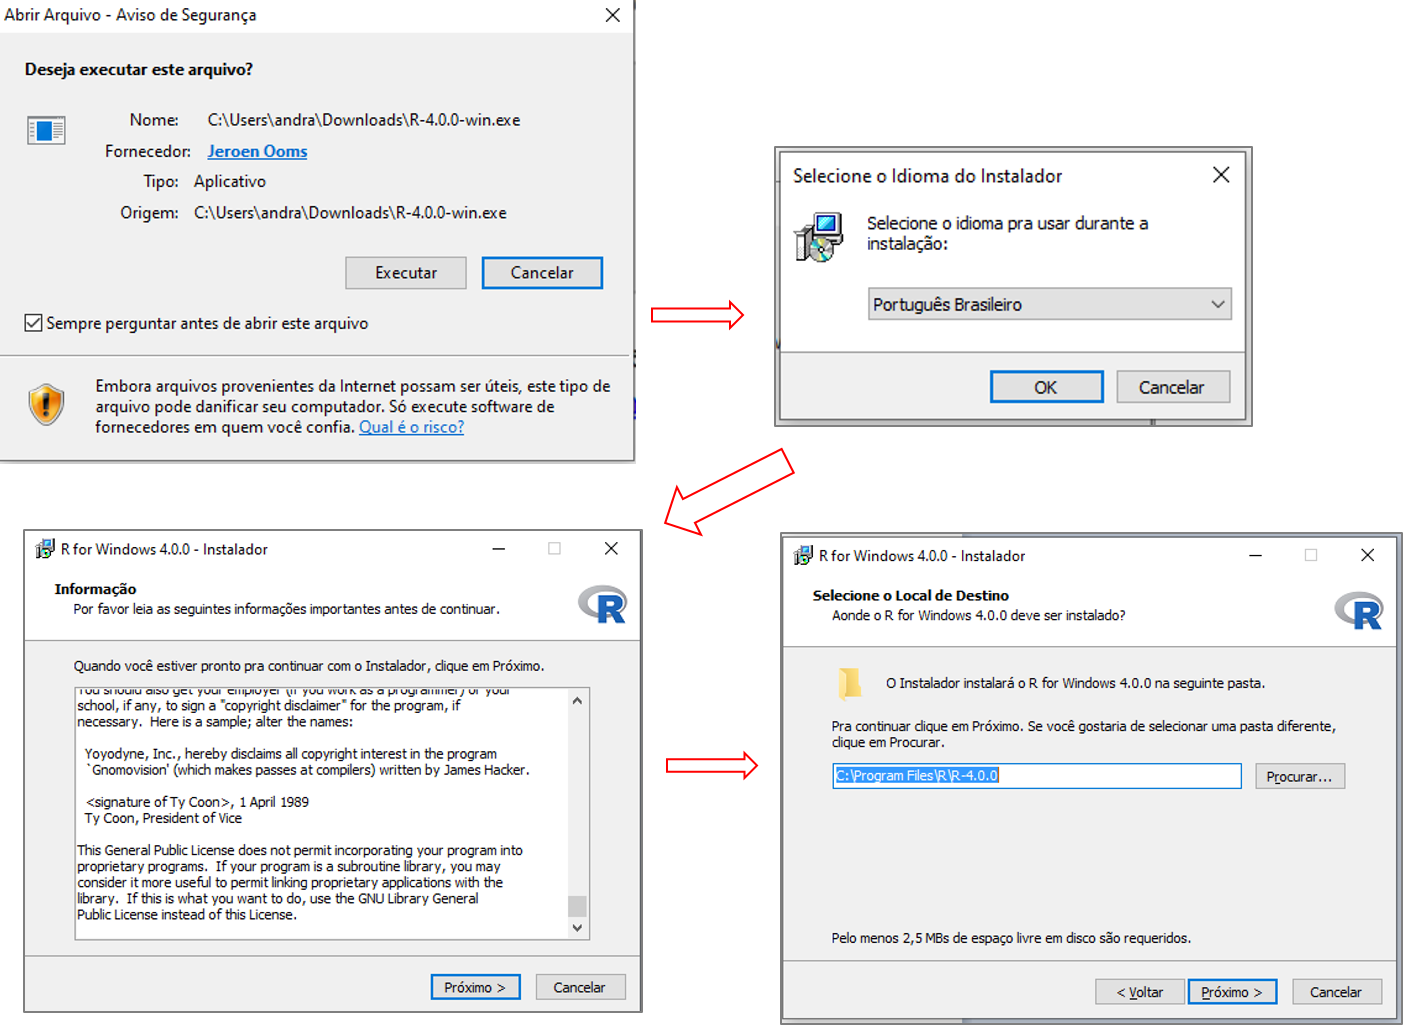 Abrir Arquivo - Aviso de Segurança
Deseja executar este arquivo?
Nome: C:\Users\andra\Downloads\R-4.0.0-win.exe
Fornecedor: Jeroen Ooms
Tipo: Aplicativo
Origem: C:\Users\andra\Downloads\R-4.0.0-win.exe
Executar Cancelar
Sempre perguntar antes de abrir este arquivo
Embora arquivos provenientes da Internet possam ser úteis, este tipo de
arquivo pode danificar seu computador. Só execute software de
fornecedores em quem você confia. Qual é o risco?
Selecione o Idioma do Instalador
Selecione o idioma pra usar durante a
instalação:
Português Brasileiro
OK Cancelar
R for Windows 4.0.0 - Instalador
Informação
Por favor leia as seguintes informações importantes antes de continuar.
R
Quando você estiver pronto pra continuar com o Instalador, clique em Próximo.
You should also get your employer (if you work as a programmer) or your
school, if any, to sign a "copyright disclaimer" for the program, if
necessary.  Here is a sample; alter the names:
Yoyodyne, Inc., hereby disclaims all copyright interest in the program
`Gnomovision' (which makes passes at compilers) written by James Hacker.
<signature of Ty Coon>, 1 April 1989
Ty Coon, President of Vice
This General Public License does not permit incorporating your program into
proprietary programs.  If your program is a subroutine library, you may
consider it more useful to permit linking proprietary applications with the
library.  If this is what you want to do, use the GNU Library General
Public License instead of this License.
Próximo > Cancelar
R for Windows 4.0.0 - Instalador
Selecione o Local de Destino
Aonde o R for Windows 4.0.0 deve ser instalado?
R
O Instalador instalará o R for Windows 4.0.0 na seguinte pasta.
Pra continuar clique em Próximo. Se você gostaria de selecionar uma pasta diferente,
clique em Procurar.
C:\Program Files\R\R-4.0.0 Procurar...
Pelo menos 2,5 MBs de espaço livre em disco são requeridos.
< Voltar Próximo > Cancelar